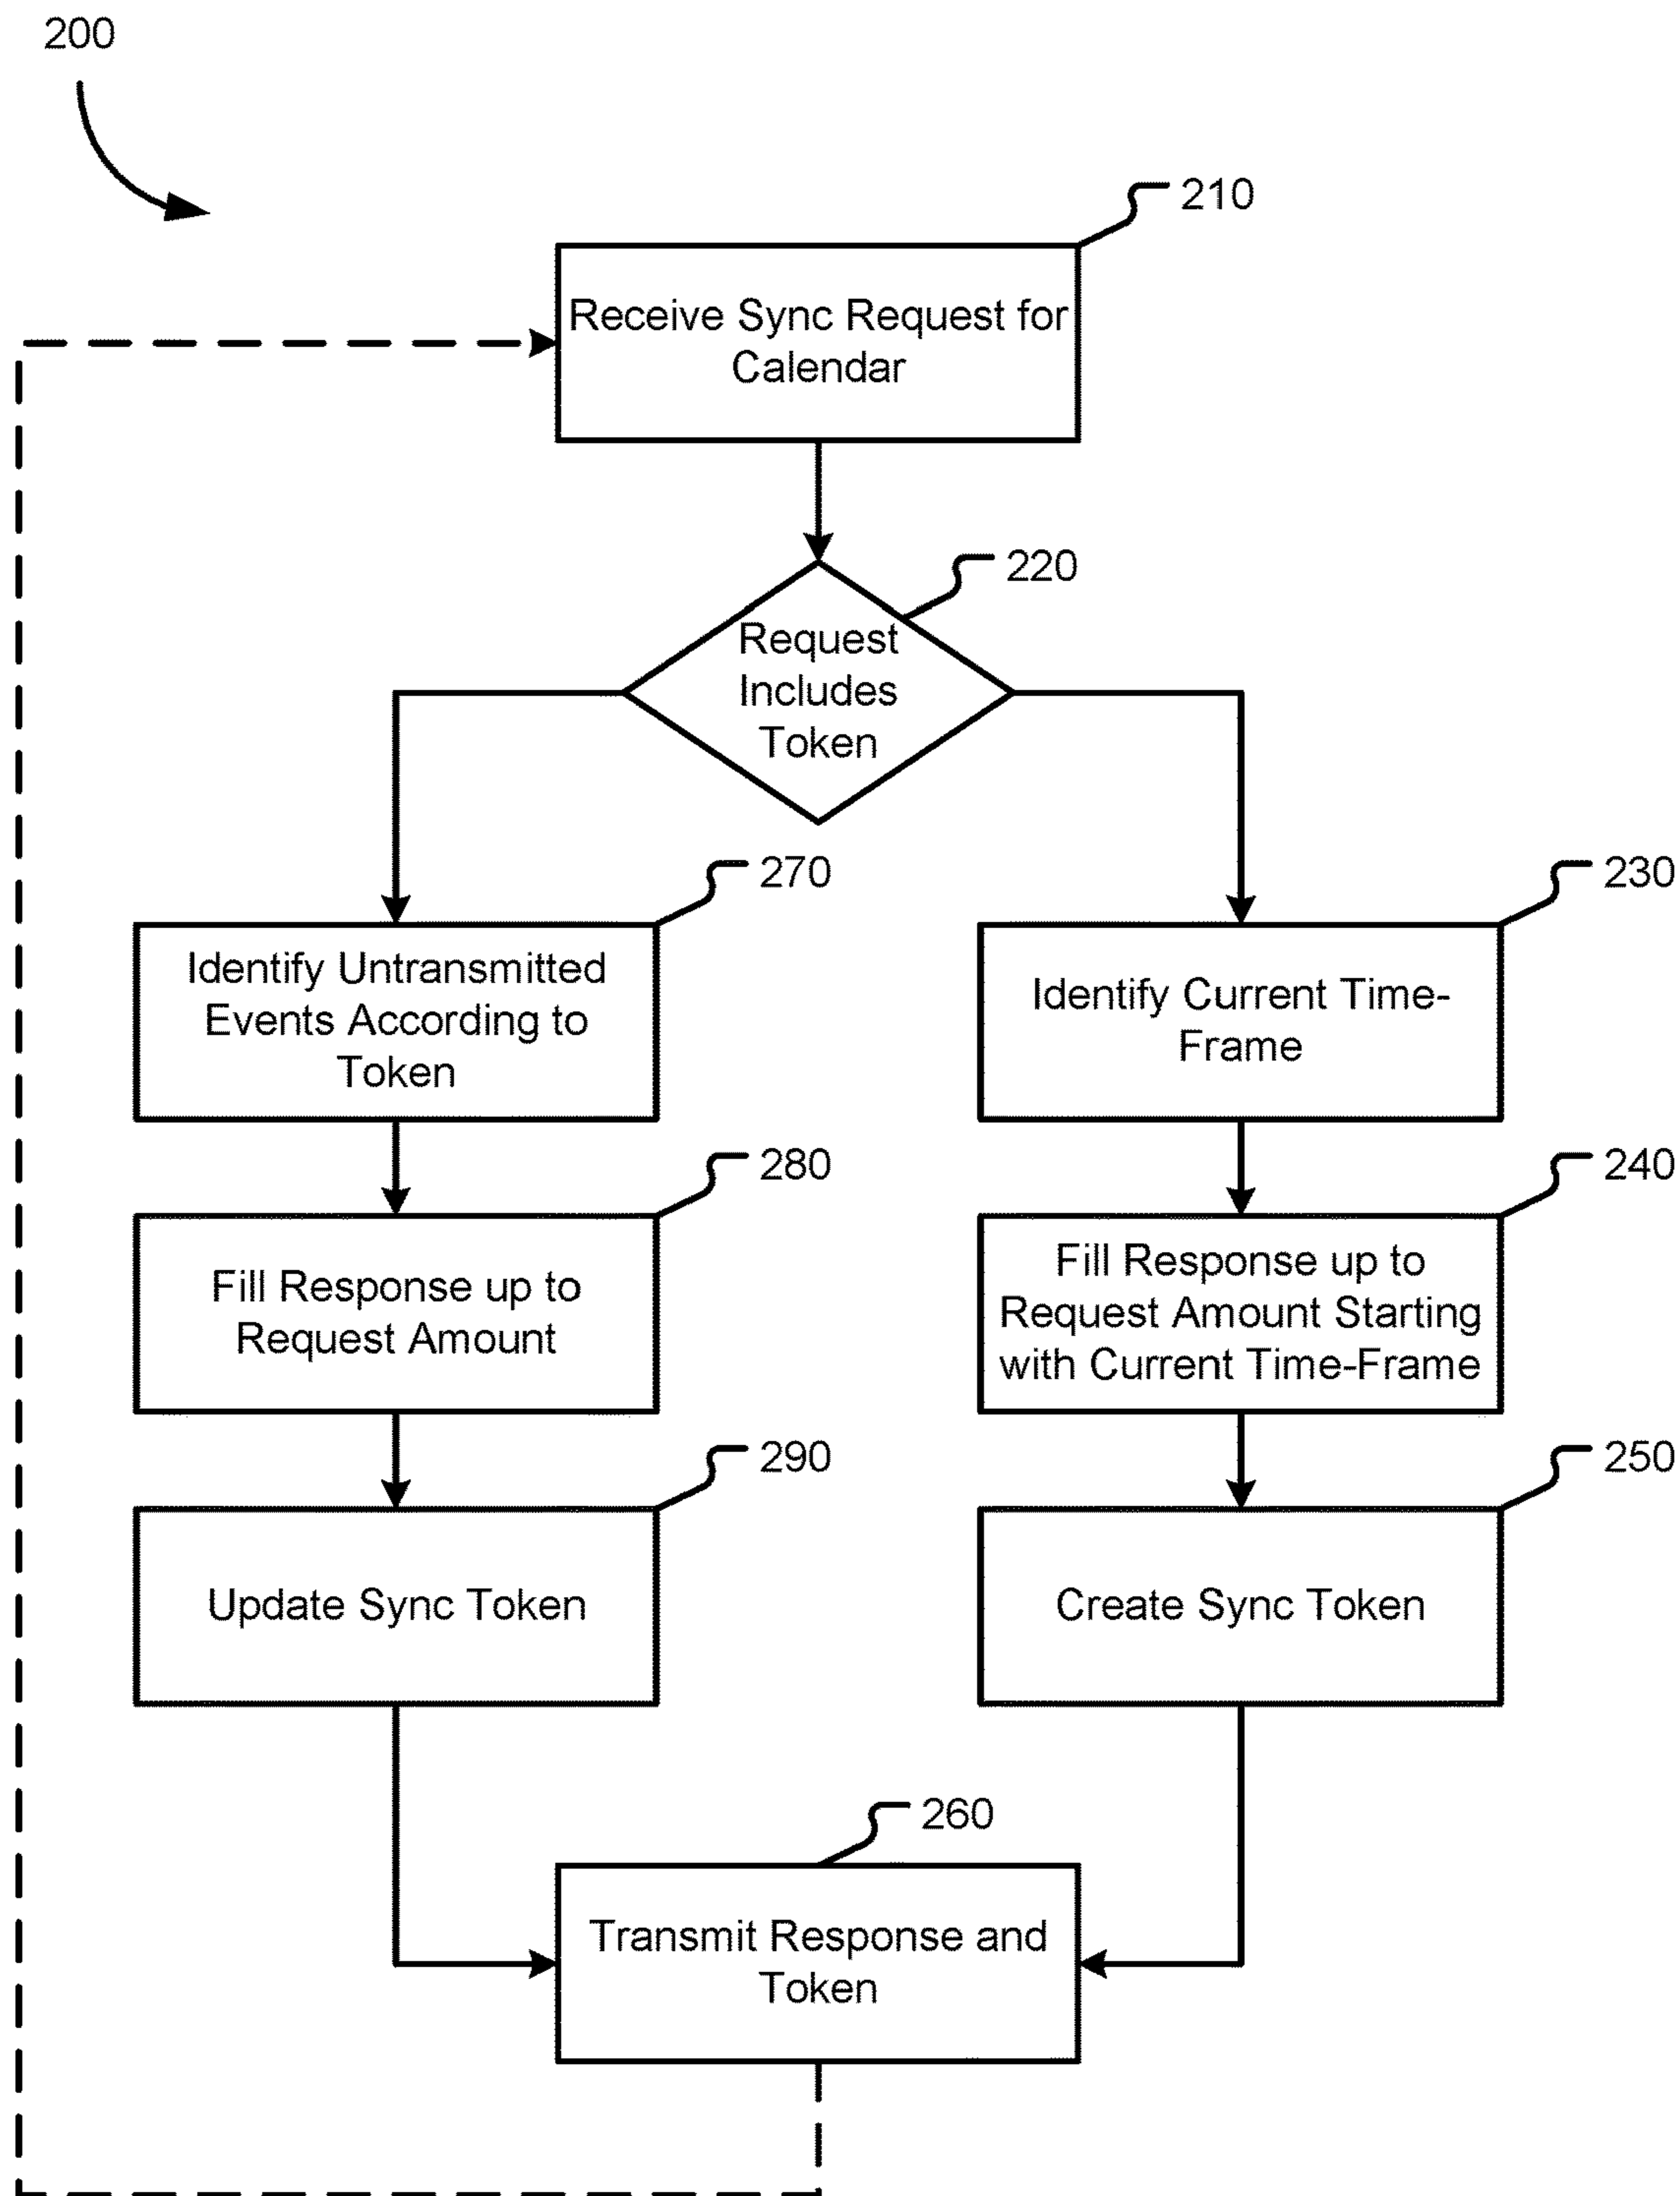 200
210
Receive Sync Request for
Calendar
220
Request
Includes
Token
270
Identify Untransmitted
Events According to
Token
230
Identify Current Time-
Frame
280
Fill Response up to
Request Amount
240
Fill Response up to
Request Amount Starting
with Current Time-Frame
290
Update Sync Token
250
Create Sync Token
260
Transmit Response and
Token